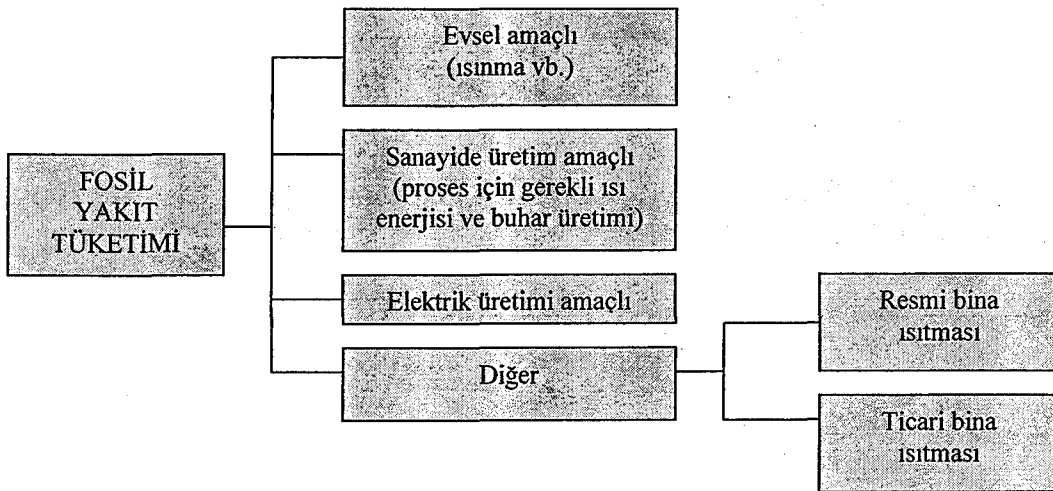 FOSİL
YAKIT
TÜKETİMİ
Evsel amaçlı
(ısınma vb.)
Sanayide üretim amaçlı
(proses için gerekli ısı
enerjisi ve buhar üretimi)
Elektrik üretimi amaçlı
Diğer
Resmi bina
ısıtması
Ticari bina
ısıtması